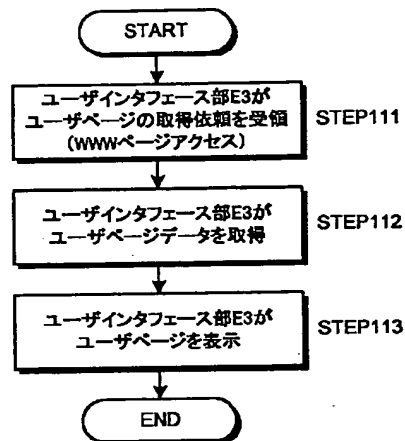 START
ユーザインタフェース部E3が
ユーザページの取得依頼を受領
(WWWページアクセス)
STEP111
ユーザインタフェース部E3が
ユーザページデータを取得
STEP112
ユーザインタフェース部E3が
ユーザページを表示
STEP113
END